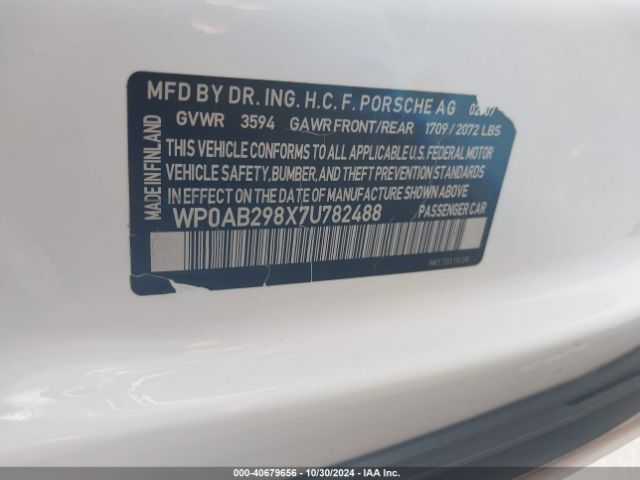 MFD BY DR. ING. H.C. F. PORSCHE AG
GVWR 3594 GAWR FRONT/REAR 1709 / 2072 LBS
THIS VEHICLE CONFORMS TO ALL APPLICABLE U.S. FEDERAL MOTOR
VEHICLE SAFETY, BUMPER, AND THEFT PREVENTION STANDARDS
IN EFFECT ON THE DATE OF MANUFACTURE SHOWN ABOVE
WP0AB298X7U782488 PASSENGER CAR
MADE IN FINLAND
000-40679656 | 10/30/2024 | IAA Inc.